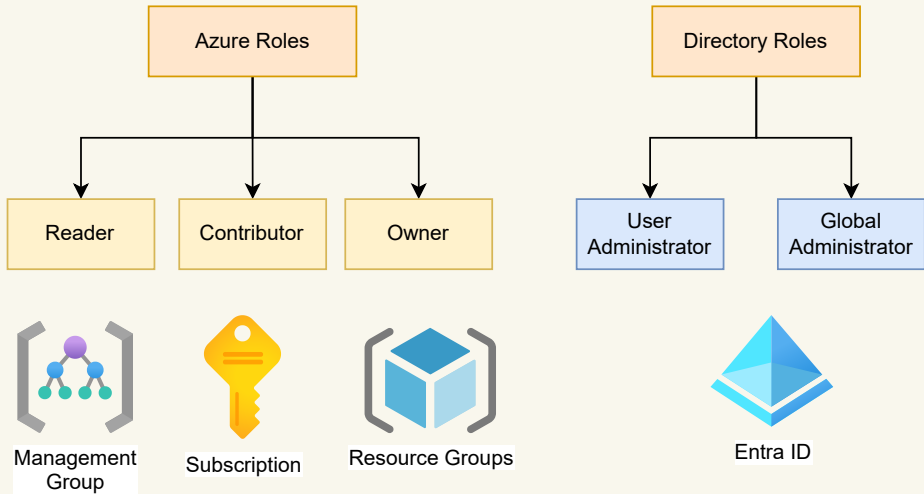 Azure Roles
Directory Roles
Reader
Contributor
Owner
User
Administrator
Global
Administrator
Management
Group
Subscription
Resource Groups
Entra ID